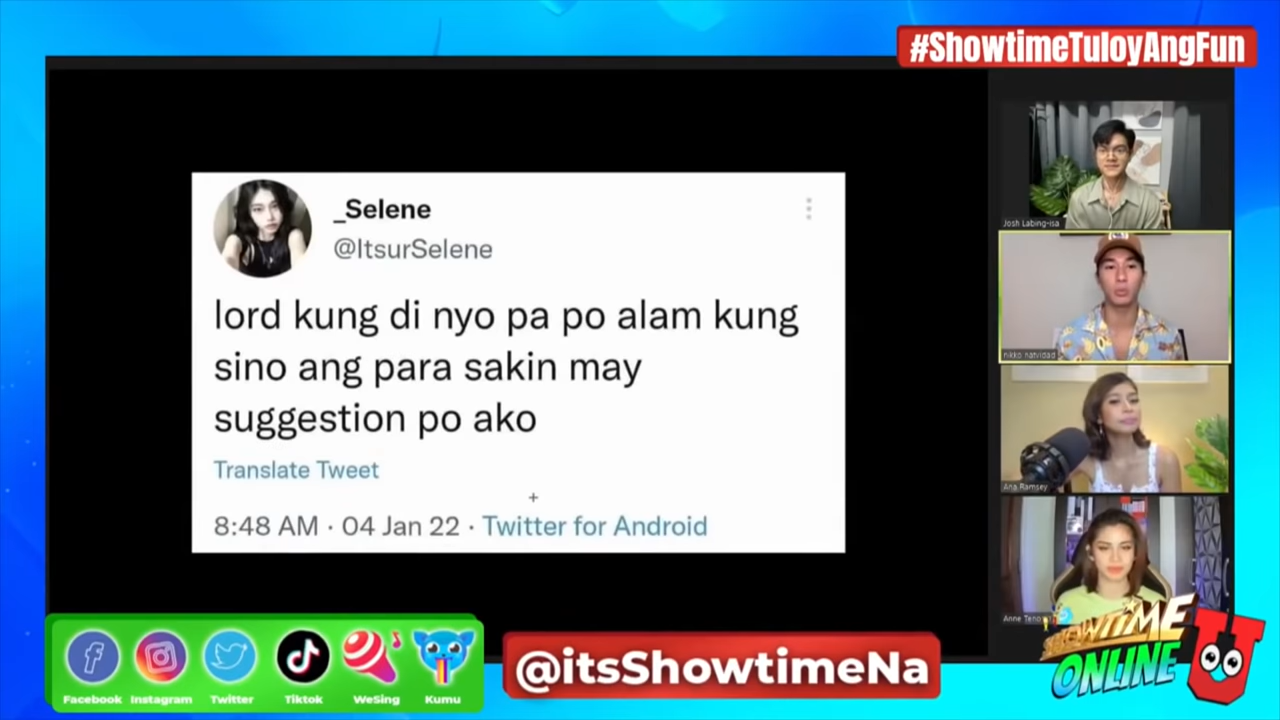 #ShowtimeTuloyAngFun
_Selene
@ItsurSelene
lord kung di nyo pa po alam kung
sino ang para sakin may
suggestion po ako
Translate Tweet
8:48 AM · 04 Jan 22 · Twitter for Android
Josh Labing-isa
nikko natividad
Ana Ramsey
Anne Teno
Facebook Instagram Twitter Tiktok WeSing Kumu
@itsShowtimeNa
SHOWTIME
ONLINE U